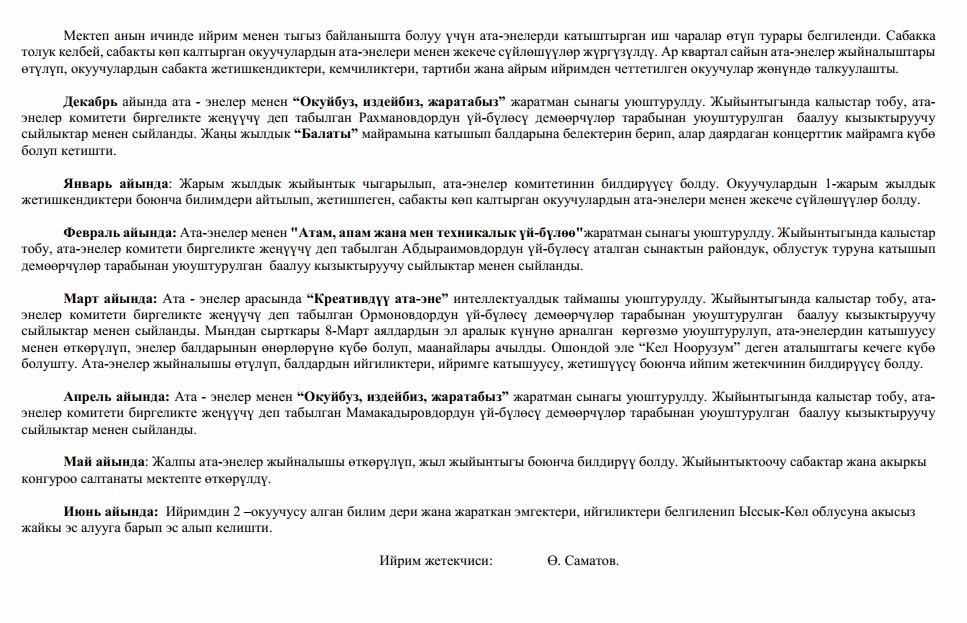 Мектеп анын ичинде ийрим менен тыгыз байланышта болуу үчүн ата-энелерди катыштырган иш чаралар өтүп турары белгиленди. Сабакка
толук келбей, сабакты көп калтырган окуучулардын ата-энелери менен жекече сүйлөшүүлөр жүргүзүлдү. Ар квартал сайын ата-энелер жыйналыштары
өтүлүп, окуучулардын сабакта жетишкендиктери, кемчиликтери, тартиби жана айрым ийримден четтетилген окуучулар жөнүндө талкуулашты.
Декабрь айында ата - энелер менен “Окуйбуз, издейбиз, жаратабыз” жаратман сынагы уюштурулду. Жыйынтыгында калыстар тобу, ата-
энелер комитети биргеликте жеңүүчү деп табылган Рахмановдордун үй-бүлөсү демөөрчүлөр тарабынан уюуштурулган баалуу кызыктыруучу
сыйлыктар менен сыйланды. Жаңы жылдык “Балаты” майрамына катышып балдарына белектерин берип, алар даярдаган концерттик майрамга күбө
болуп кетишти.
Январь айында: Жарым жылдык жыйынтык чыгарылып, ата-энелер комитетинин билдирүүсү болду. Окуучулардын 1-жарым жылдык
жетишкендиктери боюнча билимдери айтылып, жетишпеген, сабакты көп калтырган окуучулардын ата-энелери менен жекече сүйлөшүүлөр болду.
Февраль айында: Ата-энелер менен "Атам, апам жана мен техникалык үй-бүлөө"жаратман сынагы уюштурулду. Жыйынтыгында калыстар
тобу, ата-энелер комитети биргеликте жеңүүчү деп табылган Абдыраимовдордун үй-бүлөсү аталган сынактын райондук, облустук туруна катышып
демөөрчүлөр тарабынан уюуштурулган баалуу кызыктыруучу сыйлыктар менен сыйланды.
Март айында: Ата - энелер арасында “Креативдүү ата-эне” интеллектуалдык таймашы уюштурулду. Жыйынтыгында калыстар тобу, ата-
энелер комитети биргеликте жеңүүчү деп табылган Ормоновдордун үй-бүлөсү демөөрчүлөр тарабынан уюуштурулган баалуу кызыктыруучу
сыйлыктар менен сыйланды. Мындан сырткары 8-Март аялдардын эл аралык күнүнө арналган көргөзмө уюуштурулуп, ата-энелердин катышуусу
менен өткөрүлүп, энелер балдарынын өнөрлөрүнө күбө болуп, маанайлары ачылды. Ошондой эле “Кел Ноорузум” деген аталыштагы кечеге күбө
болушту. Ата-энелер жыйналышы өтүлүп, балдардын ийгиликтери, ийримге катышуусу, жетишүүсү боюнча ийпим жетекчинин билдирүүсү болду.
Апрель айында: Ата - энелер менен “Окуйбуз, издейбиз, жаратабыз” жаратман сынагы уюштурулду. Жыйынтыгында калыстар тобу, ата-
энелер комитети биргеликте жеңүүчү деп табылган Мамакадыровдордун үй-бүлөсү демөөрчүлөр тарабынан уюуштурулган баалуу кызыктыруучу
сыйлыктар менен сыйланды.
Май айында: Жалпы ата-энелер жыйналышы өткөрүлүп, жыл жыйынтыгы боюнча билдирүү болду. Жыйынтыктоочу сабактар жана акыркы
конгуроо салтанаты мектепте өткөрүлдү.
Июнь айында: Ийримдин 2 –окуучусу алган билим дери жана жараткан эмгектери, ийгиликтери белгиленип Ыссык-Көл облусуна акысыз
жайкы эс алууга барып эс алып келишти.
Ийрим жетекчиси: Ө. Саматов.